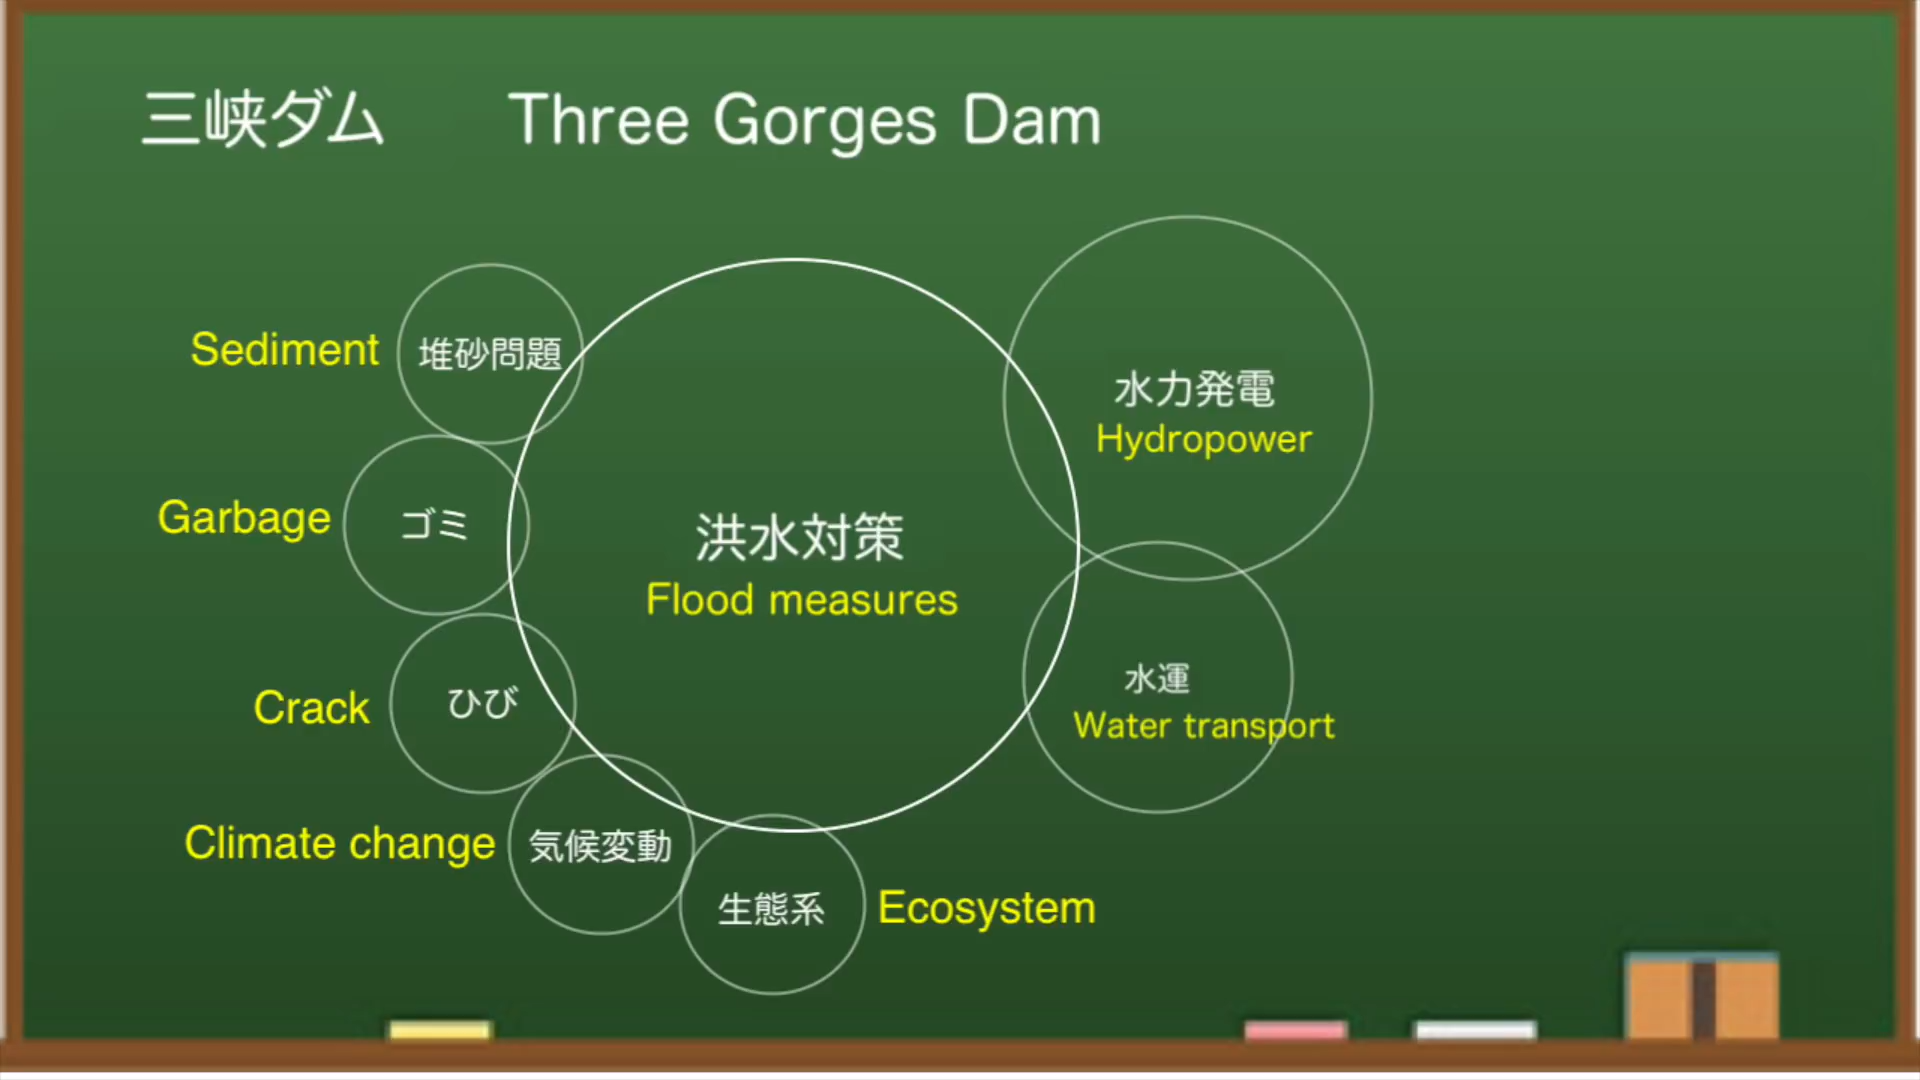 三峡ダム Three Gorges Dam
Sediment 堆砂問題
水力発電
Hydropower
Garbage ゴミ
洪水対策
Flood measures
水運
Water transport
Crack ひび
Climate change 気候変動
生態系 Ecosystem